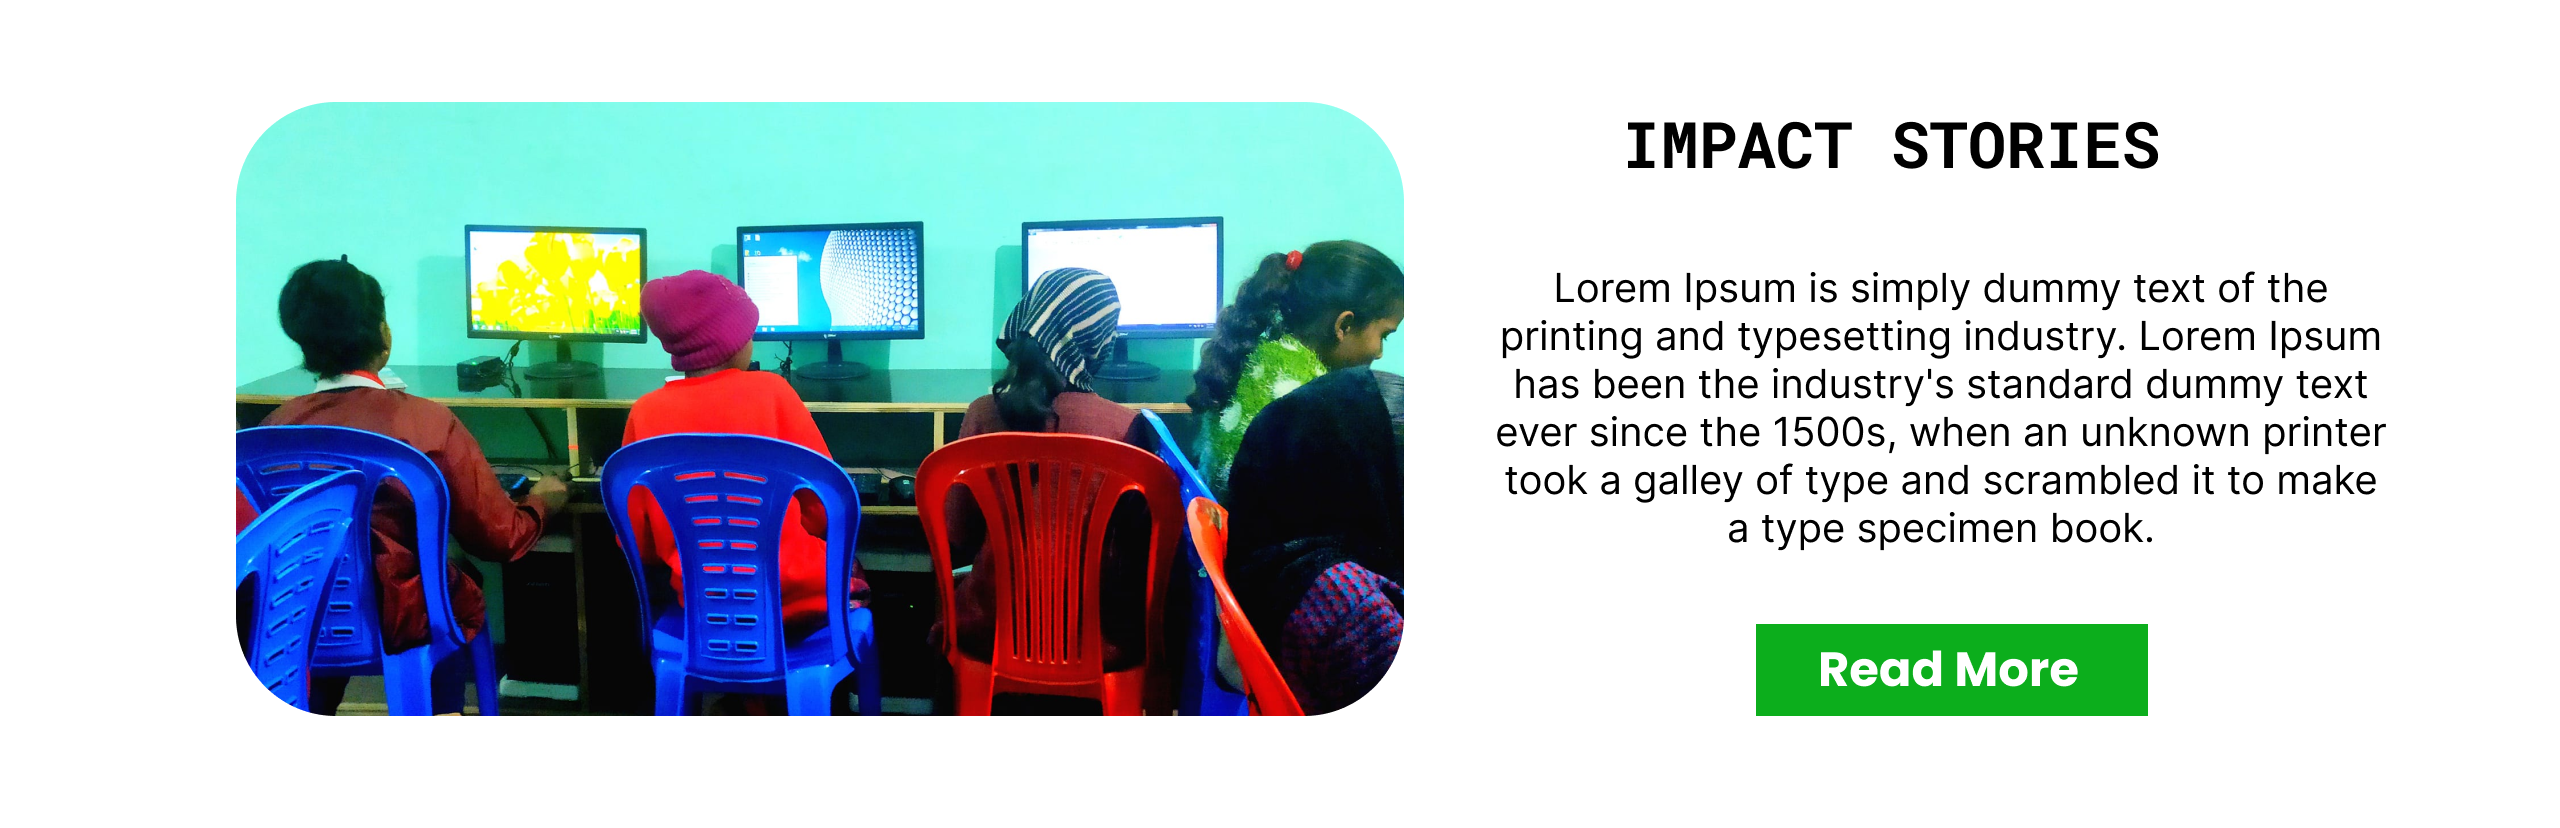 IMPACT STORIES
Lorem Ipsum is simply dummy text of the
printing and typesetting industry. Lorem Ipsum
has been the industry's standard dummy text
ever since the 1500s, when an unknown printer
took a galley of type and scrambled it to make
a type specimen book.
Read More